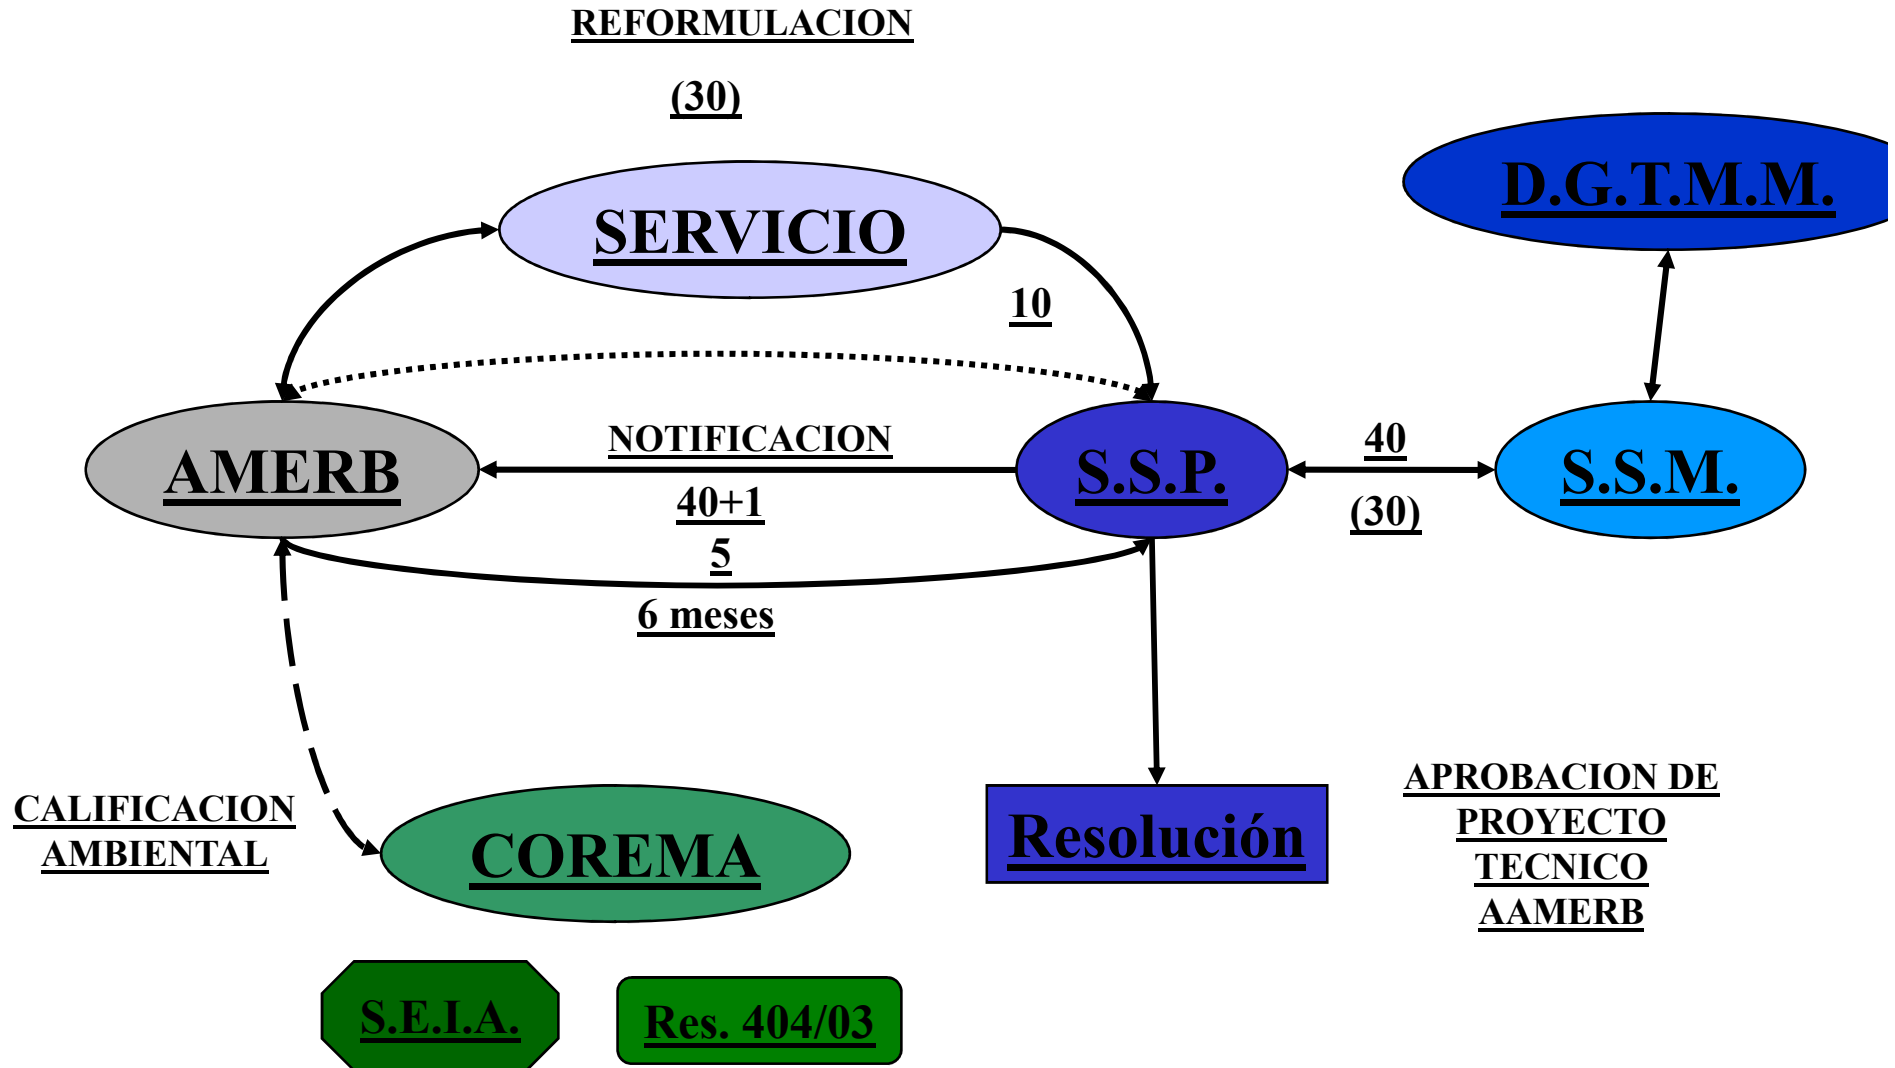 REFORMULACION
(30)
D.G.T.M.M.
SERVICIO
10
NOTIFICACION
40
AMERB
S.S.P.
S.S.M.
40+1
5
(30)
6 meses
APROBACION DE
PROYECTO
TECNICO
AAMERB
CALIFICACION
AMBIENTAL
COREMA
Resolución
S.E.I.A.
Res. 404/03